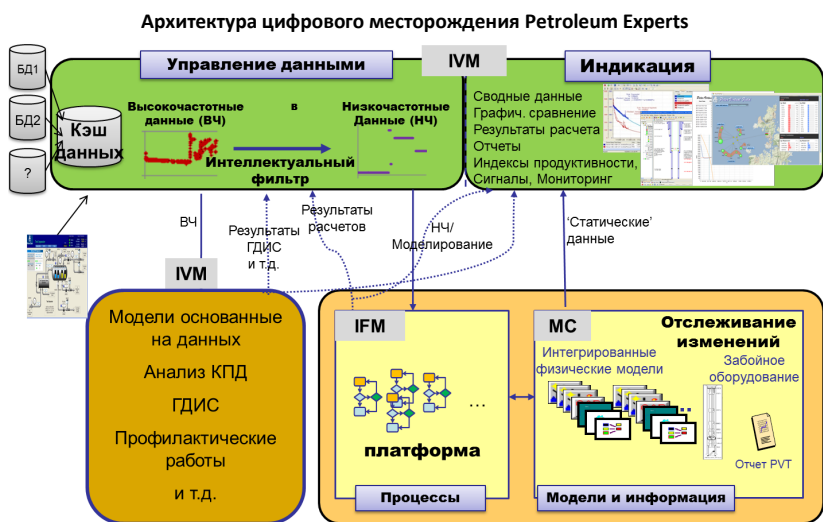 Архитектура цифрового месторождения Petroleum Experts
Управление данными
IVM
Индикация
БД1
БД2
?
Кэш
данных
Высокочастотные
данные (ВЧ)
в
Низкочастотные
Данные (НЧ)
Интеллектуальный
фильтр
Сводные данные
Графич. сравнение
Результаты расчета
Отчеты
Индексы продуктивности,
Сигналы, Мониторинг
ВЧ
Результаты
ГДИС
и т.д.
Результаты
расчетов
НЧ/
Моделирование
‘Статические’
данные
IVM
Модели основанные
на данных
Анализ КПД
ГДИС
Профилактические
работы
и т.д.
IFM
...
платформа
Процессы
MC
Отслеживание
изменений
Интегрированные
физические модели
Забойное
оборудование
Отчет PVT
Модели и информация